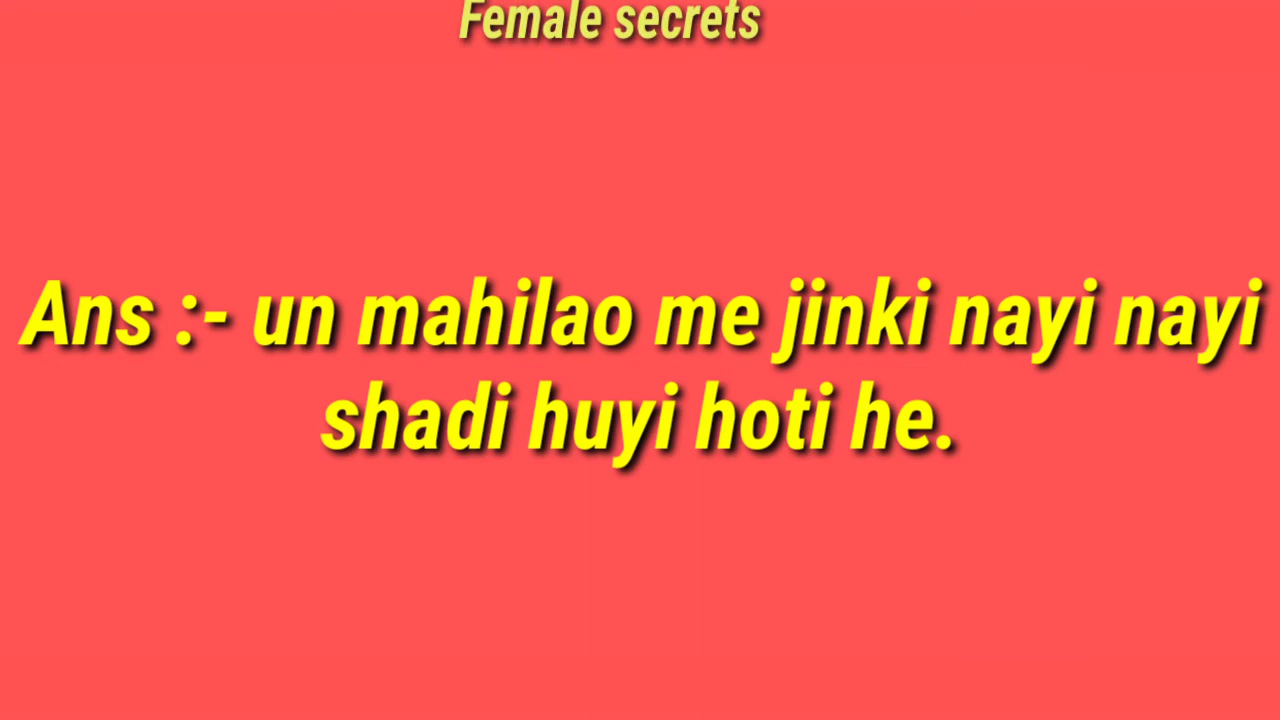 Female secrets
Ans :- un mahilao me jinki nayi nayi
shadi huyi hoti he.